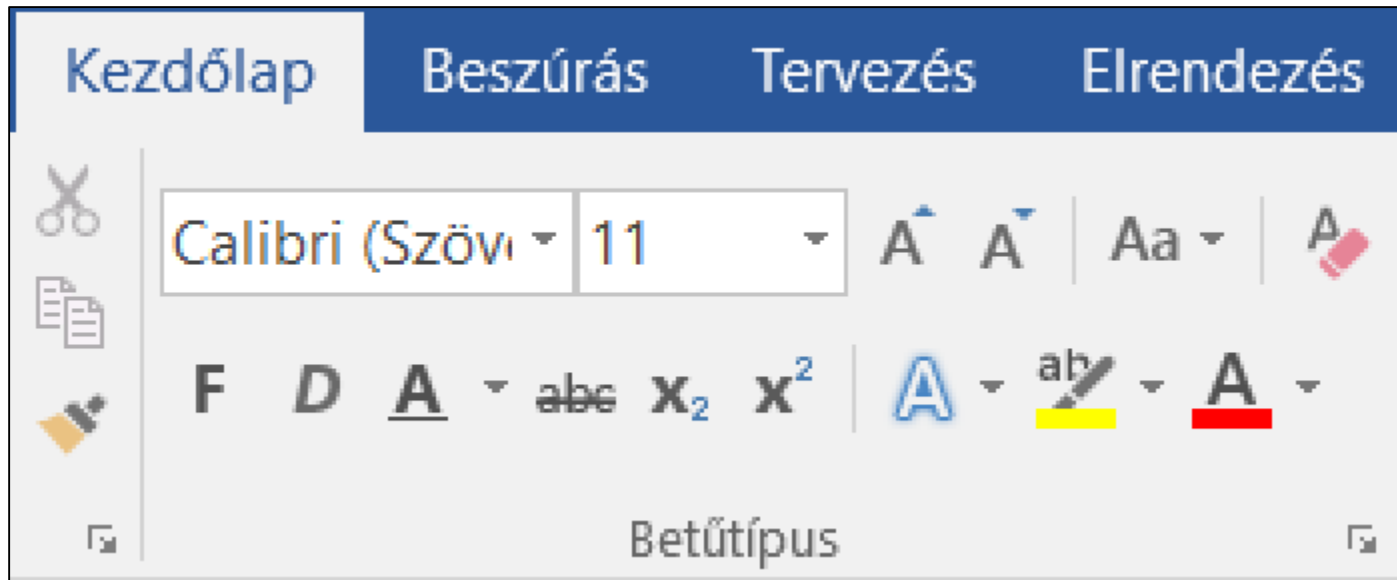 Kezdőlap Beszúrás Tervezés Elrendezés
Calibri (Szöv 11 A A Aa A
F D A abc x₂ x² A ab A
Betűtípus